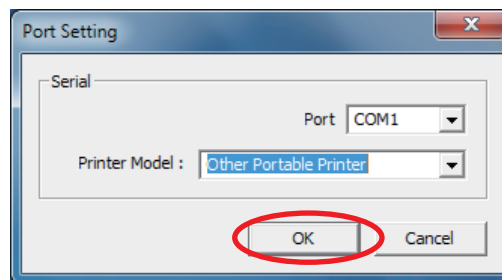 Port Setting
Serial
Port COM1
Printer Model : Other Portable Printer
OK Cancel